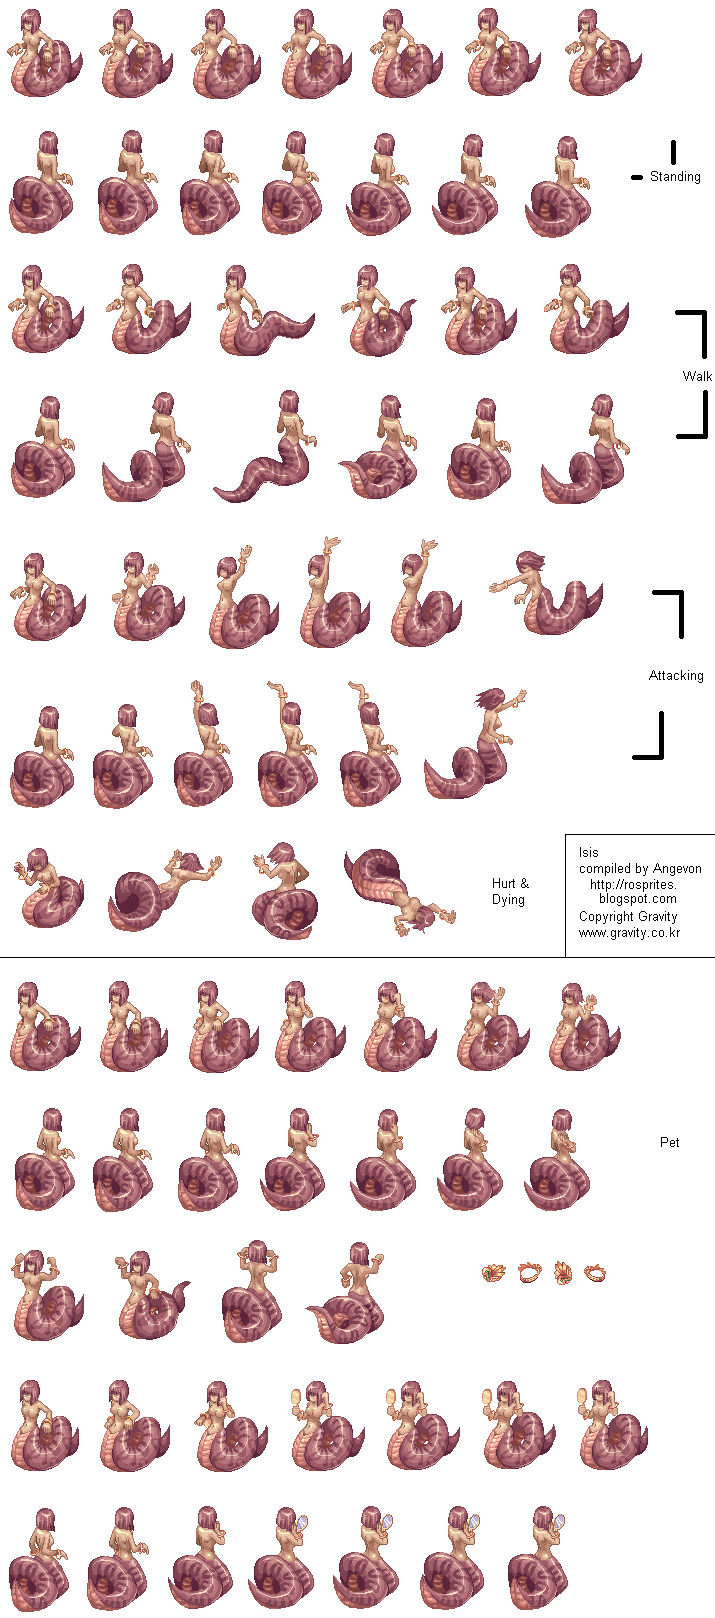 Standing
Walk
Attacking
Hurt &
Dying
Isis
compiled by Angevon
http://rosprites.
blogspot.com
Copyright Gravity
www.gravity.co.kr
Pet